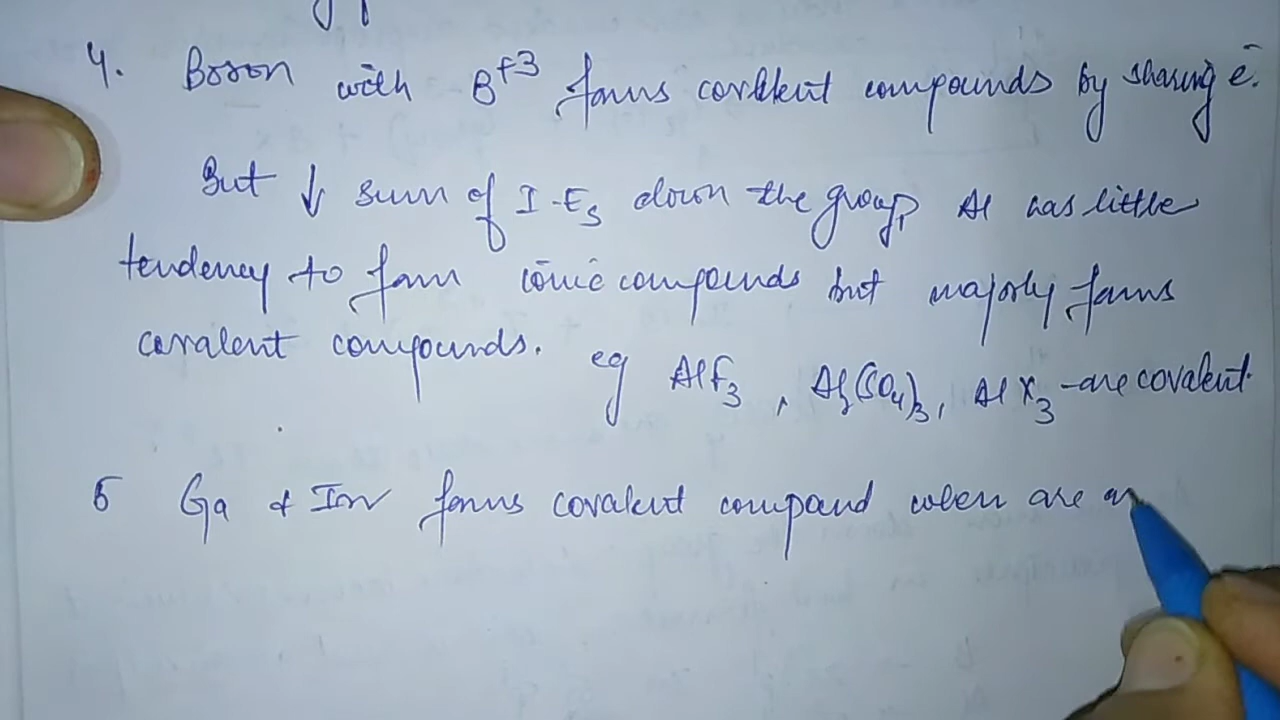 4. Boron with B+3 forms covalent compounds by sharing e-.
But ↓ sum of I.Es down the group, Al has little
tendency to form ionic compounds but majorly forms
covalent compounds. eg AlF3, Al2(SO4)3, AlX3 - are covalent.
5 Ga & In forms covalent compound when are